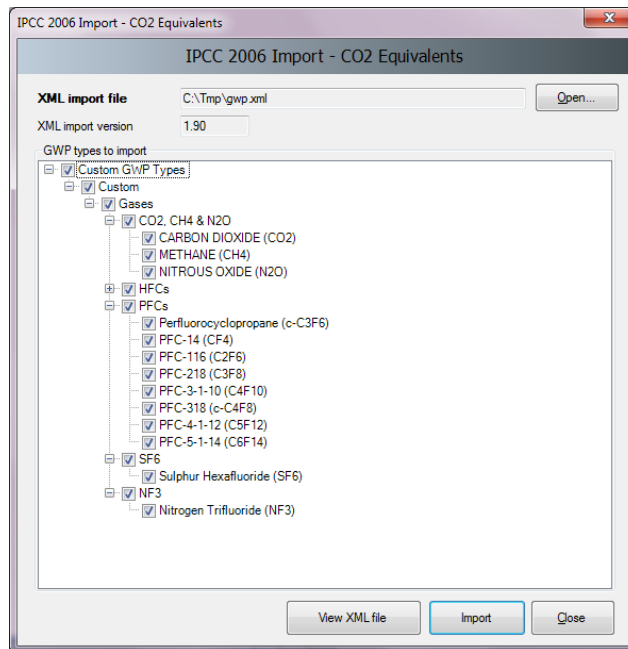 IPCC 2006 Import - CO2 Equivalents
IPCC 2006 Import - CO2 Equivalents
XML import file C:\Tmp\gwp.xml Open...
XML import version 1.90
GWP types to import
Custom GWP Types
Custom
Gases
CO2, CH4 & N2O
CARBON DIOXIDE (CO2)
METHANE (CH4)
NITROUS OXIDE (N2O)
HFCs
PFCs
Perfluorocyclopropane (c-C3F6)
PFC-14 (CF4)
PFC-116 (C2F6)
PFC-218 (C3F8)
PFC-3-1-10 (C4F10)
PFC-318 (c-C4F8)
PFC-4-1-12 (C5F12)
PFC-5-1-14 (C6F14)
SF6
Sulphur Hexafluoride (SF6)
NF3
Nitrogen Trifluoride (NF3)
View XML file Import Close